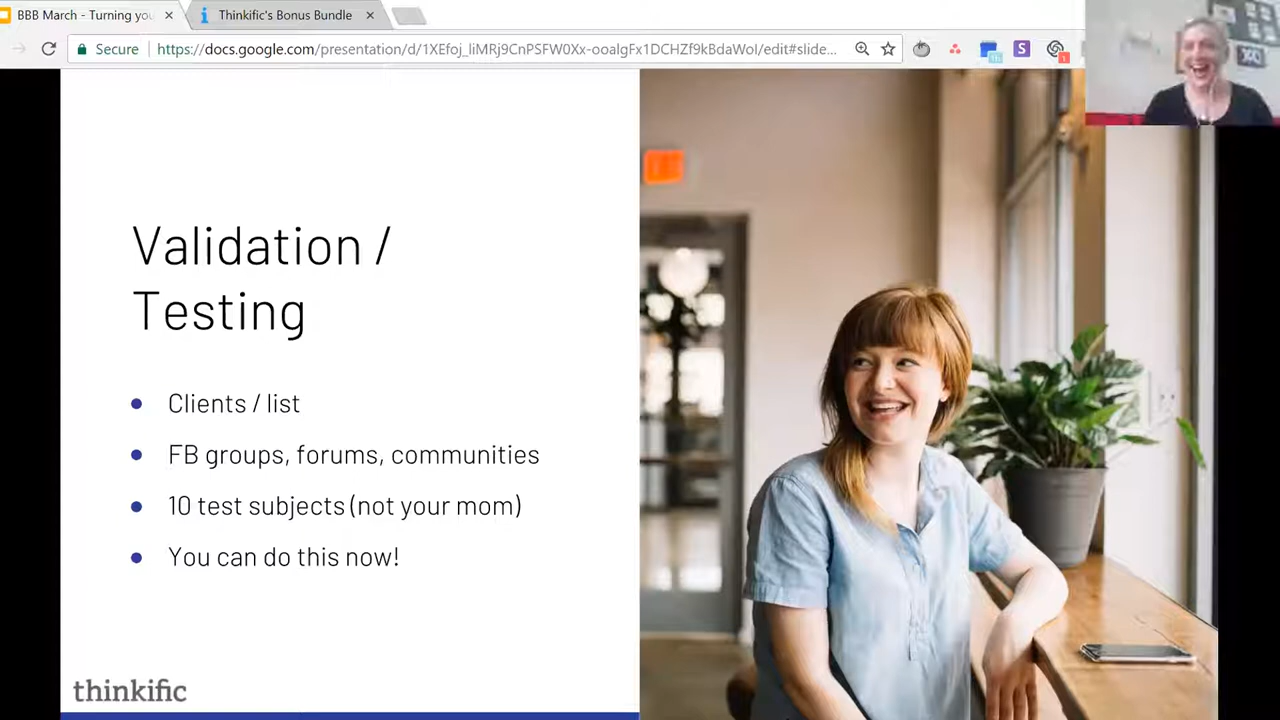 BBB March - Turning you
Thinkific's Bonus Bundle
Secure
https://docs.google.com/presentation/d/1XEfoj_liMRj9CnPSFW0Xx-ooalgFx1DCHZf9kBdaWoI/edit#slide...
Validation /
Testing
Clients / list
FB groups, forums, communities
10 test subjects (not your mom)
You can do this now!
thinkific